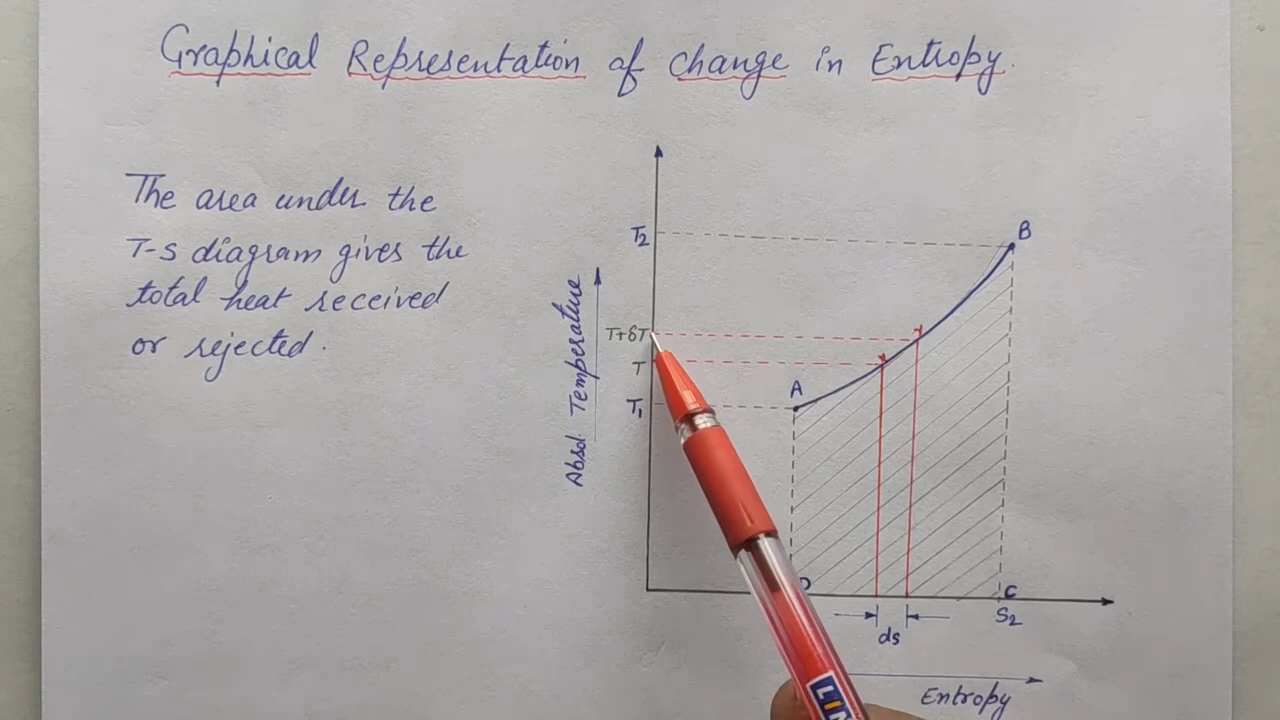 Graphical Representation of change in Entropy.
The area under the
T-S diagram gives the
total heat received
or rejected.
T2
B
Absol. Temperature
T+δT
T
A
T1
D
C
S2
ds
Entropy